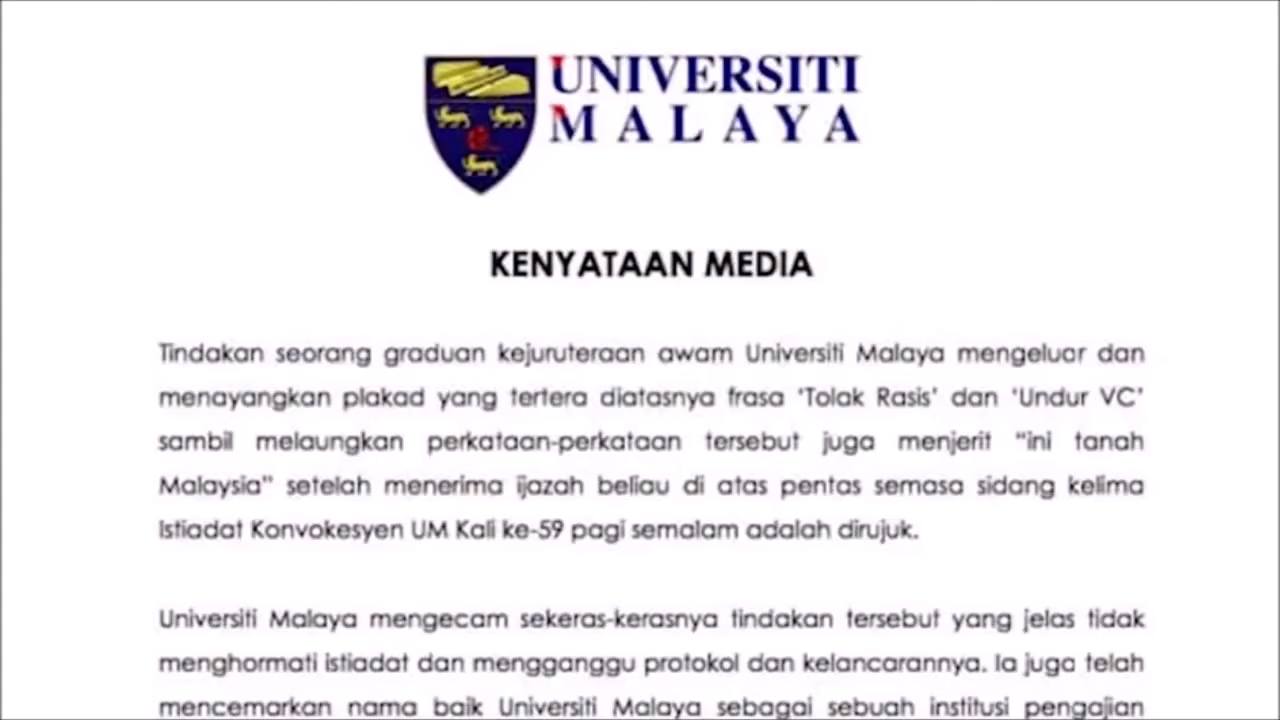 UNIVERSITI
MALAYA
KENYATAAN MEDIA
Tindakan seorang graduan kejuruteraan awam Universiti Malaya mengeluar dan
menayangkan plakad yang tertera diatasnya frasa ‘Tolak Rasis’ dan ‘Undur VC’
sambil melaungkan perkataan-perkataan tersebut juga menjerit “ini tanah
Malaysia” setelah menerima ijazah beliau di atas pentas semasa sidang kelima
Istiadat Konvokesyen UM Kali ke-59 pagi semalam adalah dirujuk.
Universiti Malaya mengecam sekeras-kerasnya tindakan tersebut yang jelas tidak
menghormati istiadat dan mengganggu protokol dan kelancarannya. Ia juga telah
mencemarkan nama baik Universiti Malaya sebagai sebuah institusi pengajian